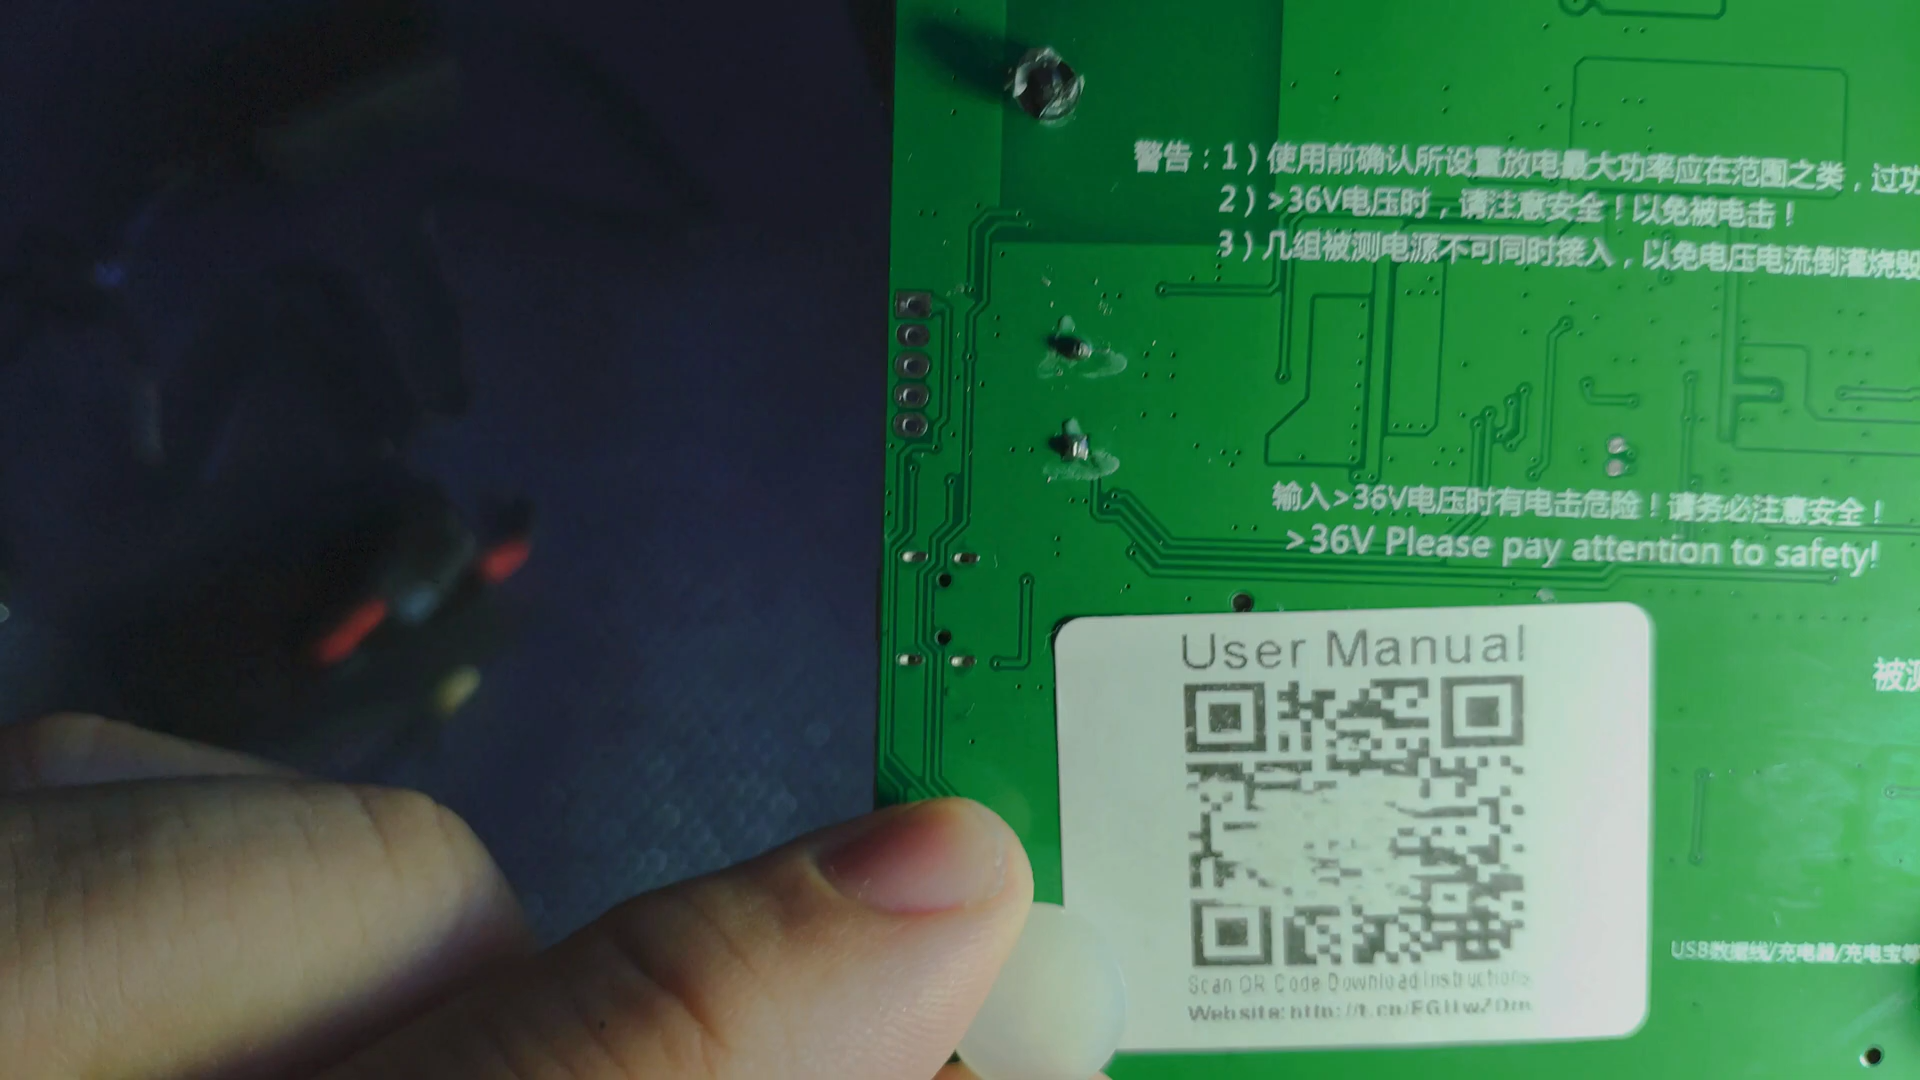 警告：1）使用前确认所设置放电最大功率应在范围之类，过功
2）>36V电压时，请注意安全！以免被电击！
3）几组被测电源不可同时接入，以免电压电流倒灌烧毁
输入>36V电压时有电击危险！请务必注意安全！
>36V Please pay attention to safety!
User Manual
被测
USB数据线/充电器/充电宝等
Scan QR Code Download Instructions
Website: http://t.cn/